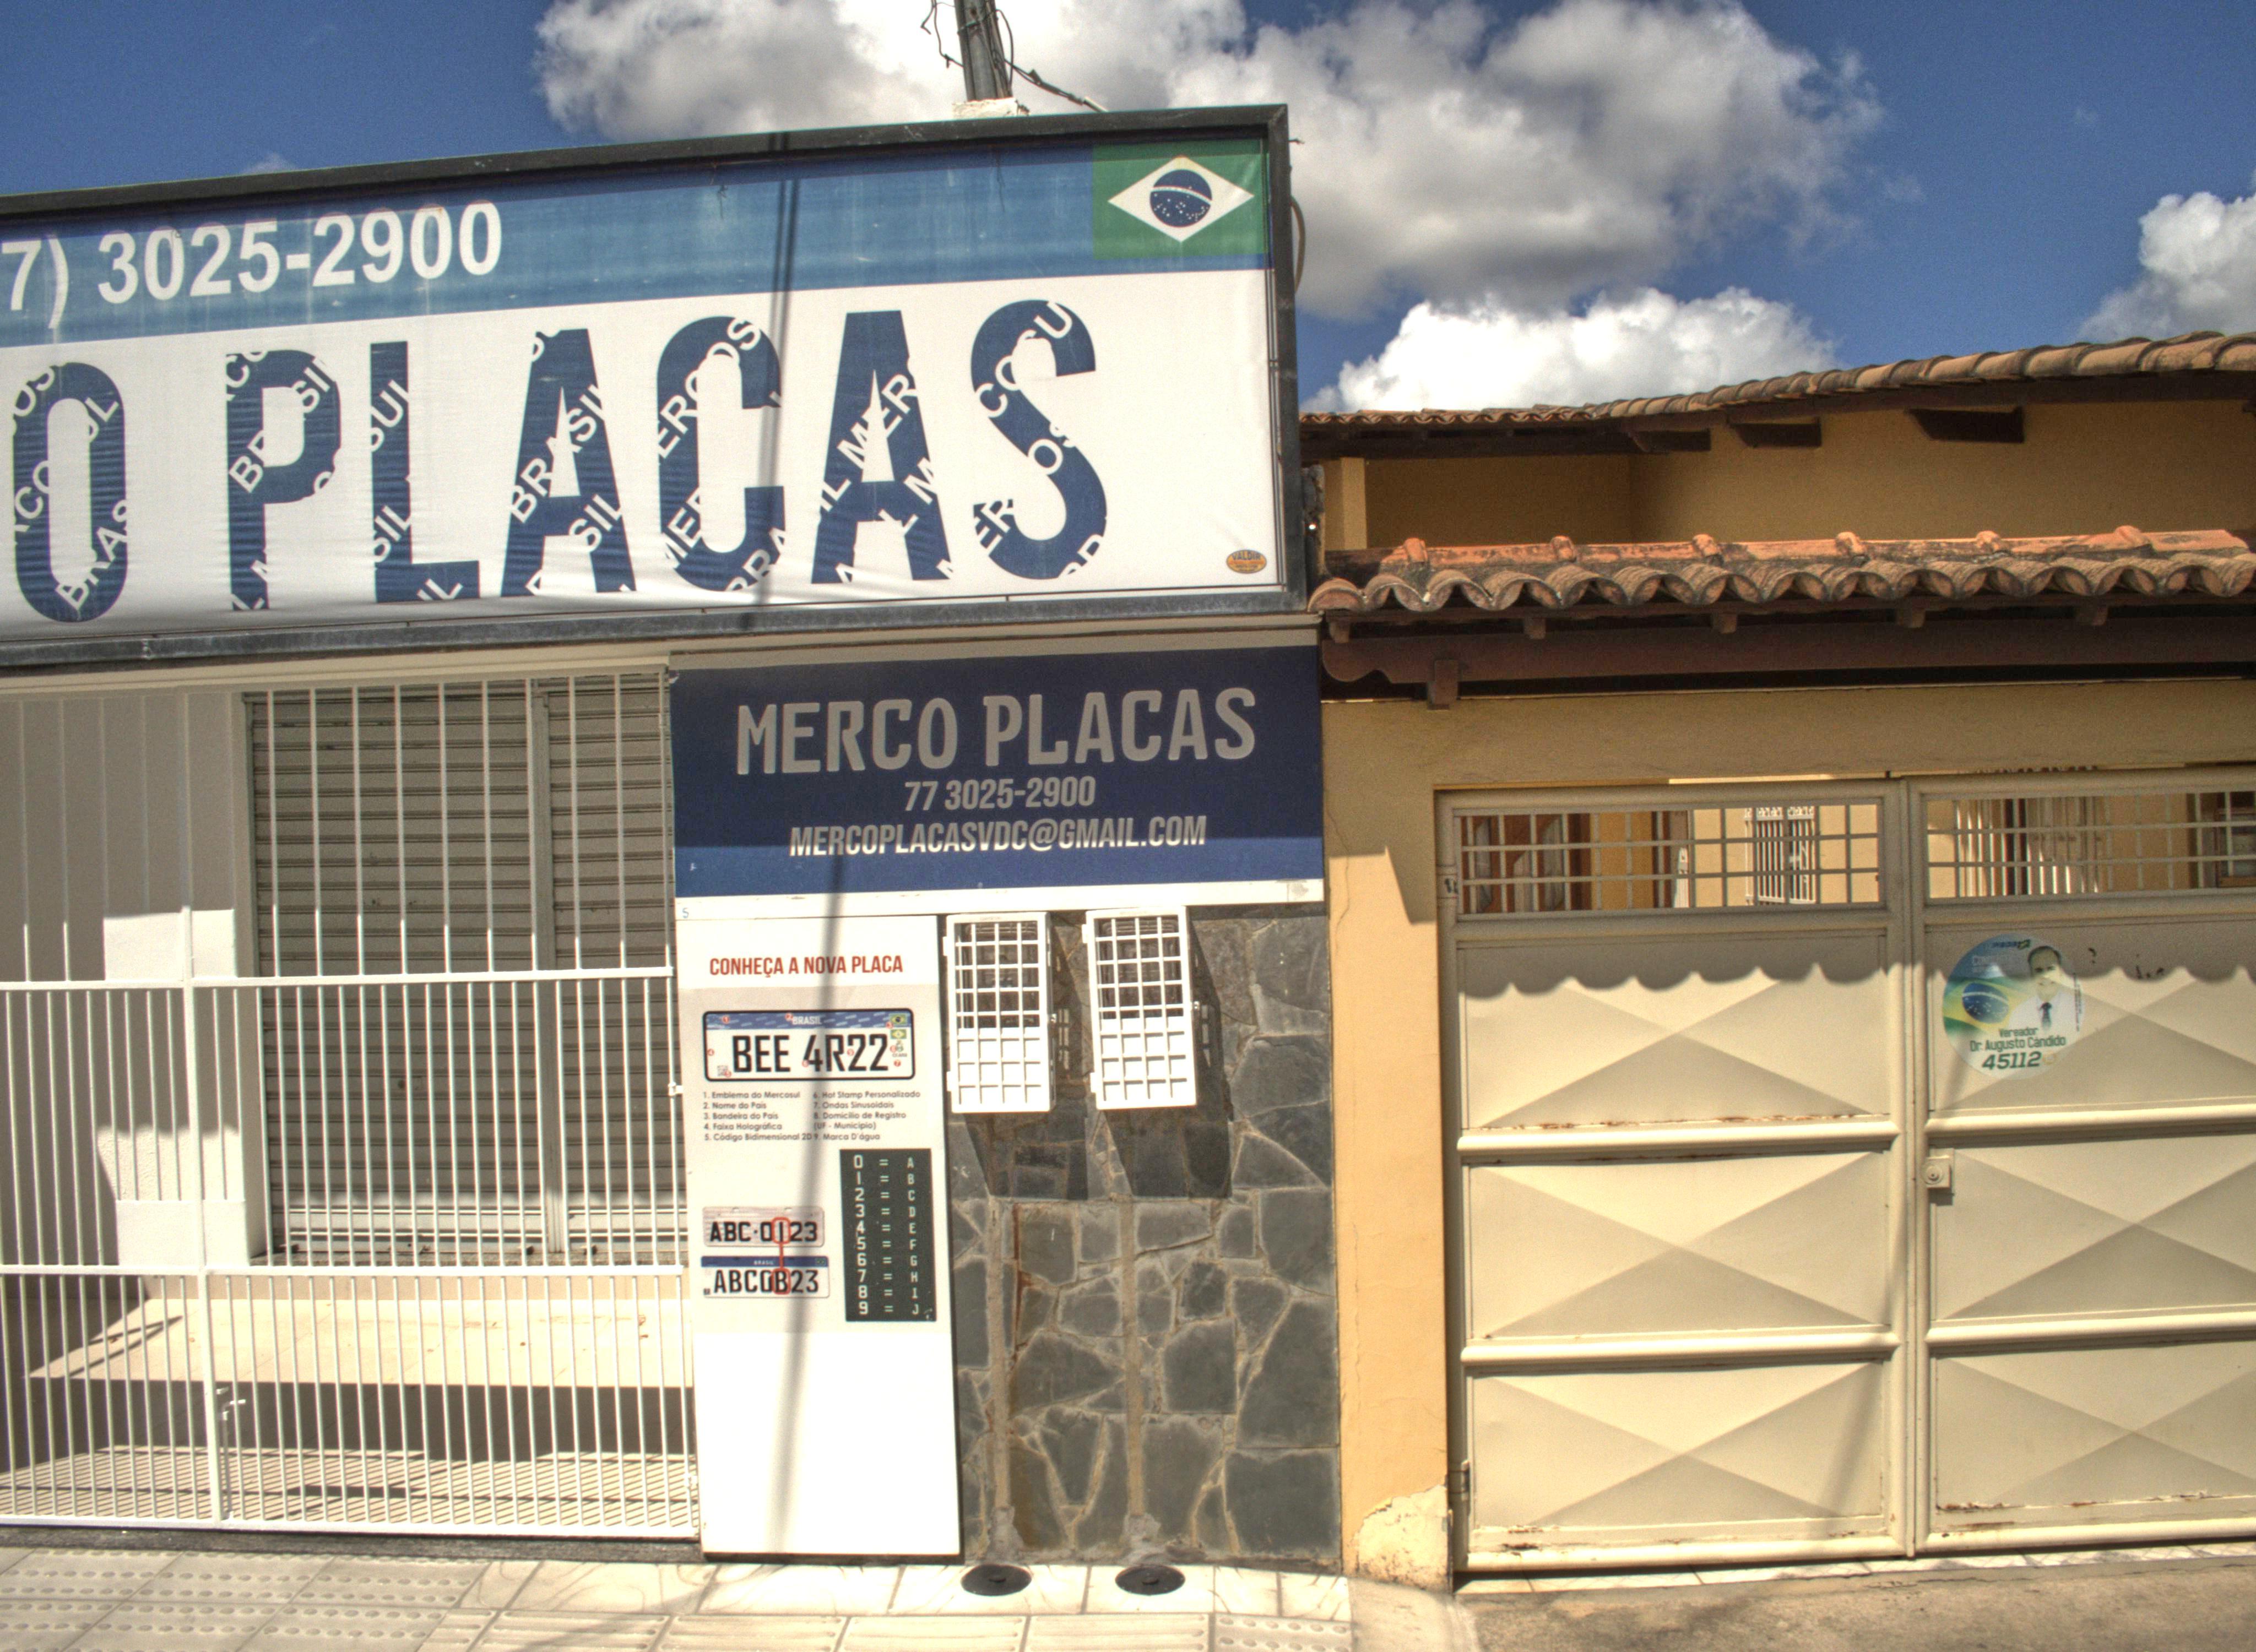 7) 3025-2900
O PLACAS
MERCO PLACAS
77 3025-2900
MERCOPLACASVDC@GMAIL.COM
CONHEÇA A NOVA PLACA
BRASIL
BEE 4R22
1. Emblema do Mercosul
2. Nome do País
3. Bandeira do País
4. Faixa Holográfica
5. Código Bidimensional 2D
6. Hot Stamp Personalizado
7. Ondas Sinusoidais
8. Domicílio de Registro
(UF - Município)
9. Marca D'água
0 = A
1 = B
2 = C
3 = D
4 = E
5 = F
6 = G
7 = H
8 = I
9 = J
ABC·0123
BRASIL
ABC0B23
Vereador
Dr. Augusto Cândido
45112